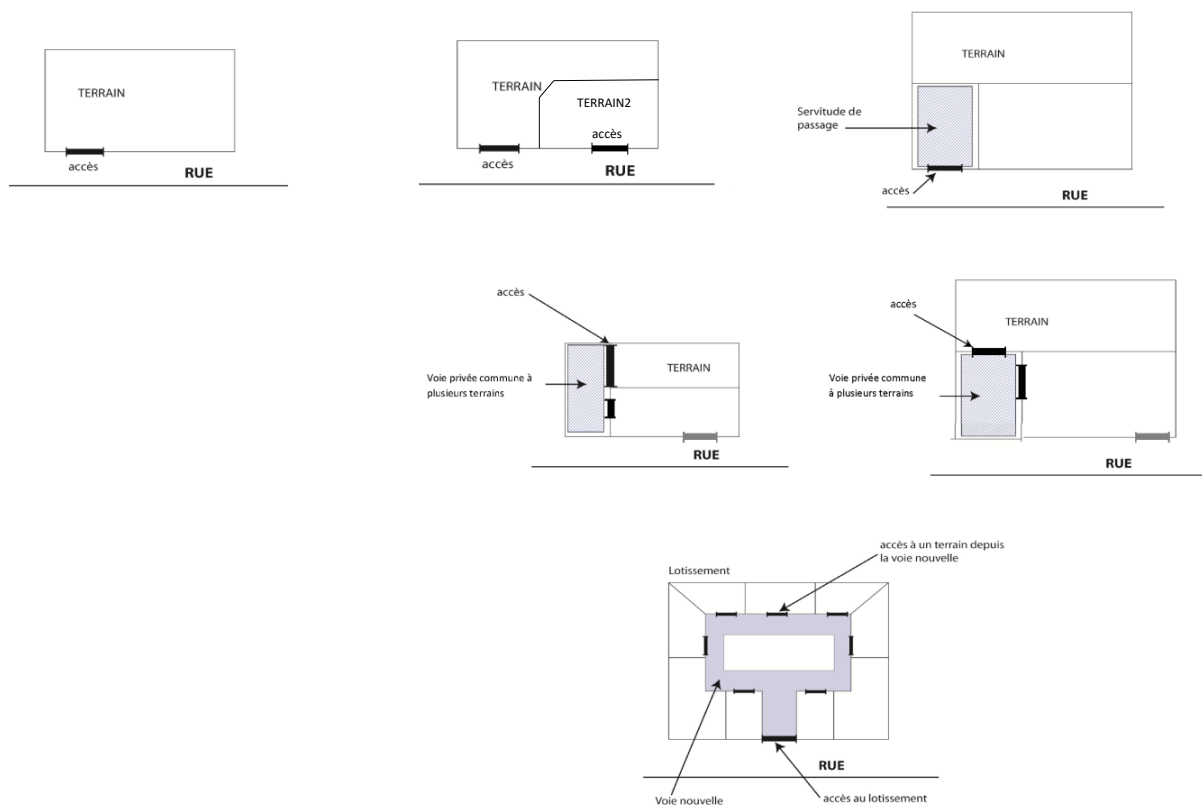 TERRAIN
accès
RUE
TERRAIN
TERRAIN2
accès
accès
RUE
TERRAIN
Servitude de
passage
accès
RUE
accès
Voie privée commune à
plusieurs terrains
TERRAIN
RUE
accès
TERRAIN
Voie privée commune
à plusieurs terrains
RUE
accès à un terrain depuis
la voie nouvelle
Lotissement
RUE
Voie nouvelle
accès au lotissement